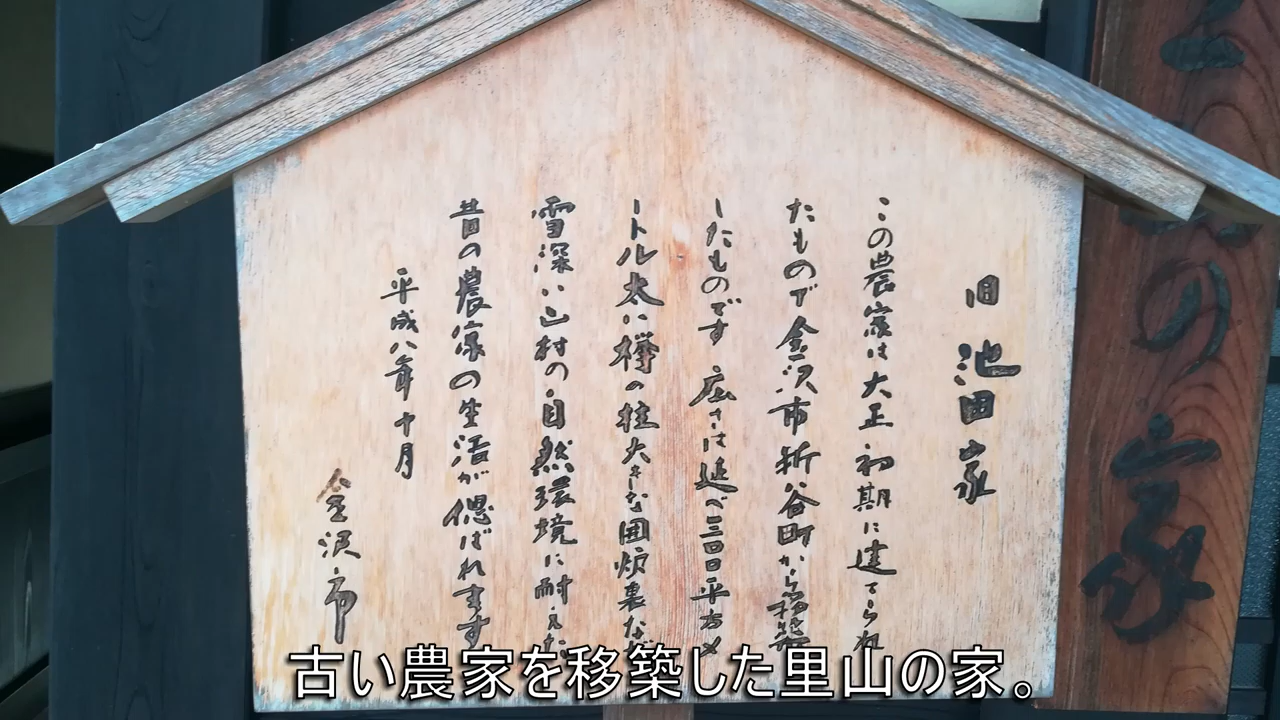 旧 池田家
この農家は大正初期に建てられ
たもので金沢市折谷町から移築
したものです 広さは延べ三三〇平方メ
ートル太い欅の柱大きな囲炉裏など
雪深い山村の自然環境に耐えた
昔の農家の生活が偲ばれます
平成八年十月
金沢市
の家
古い農家を移築した里山の家。